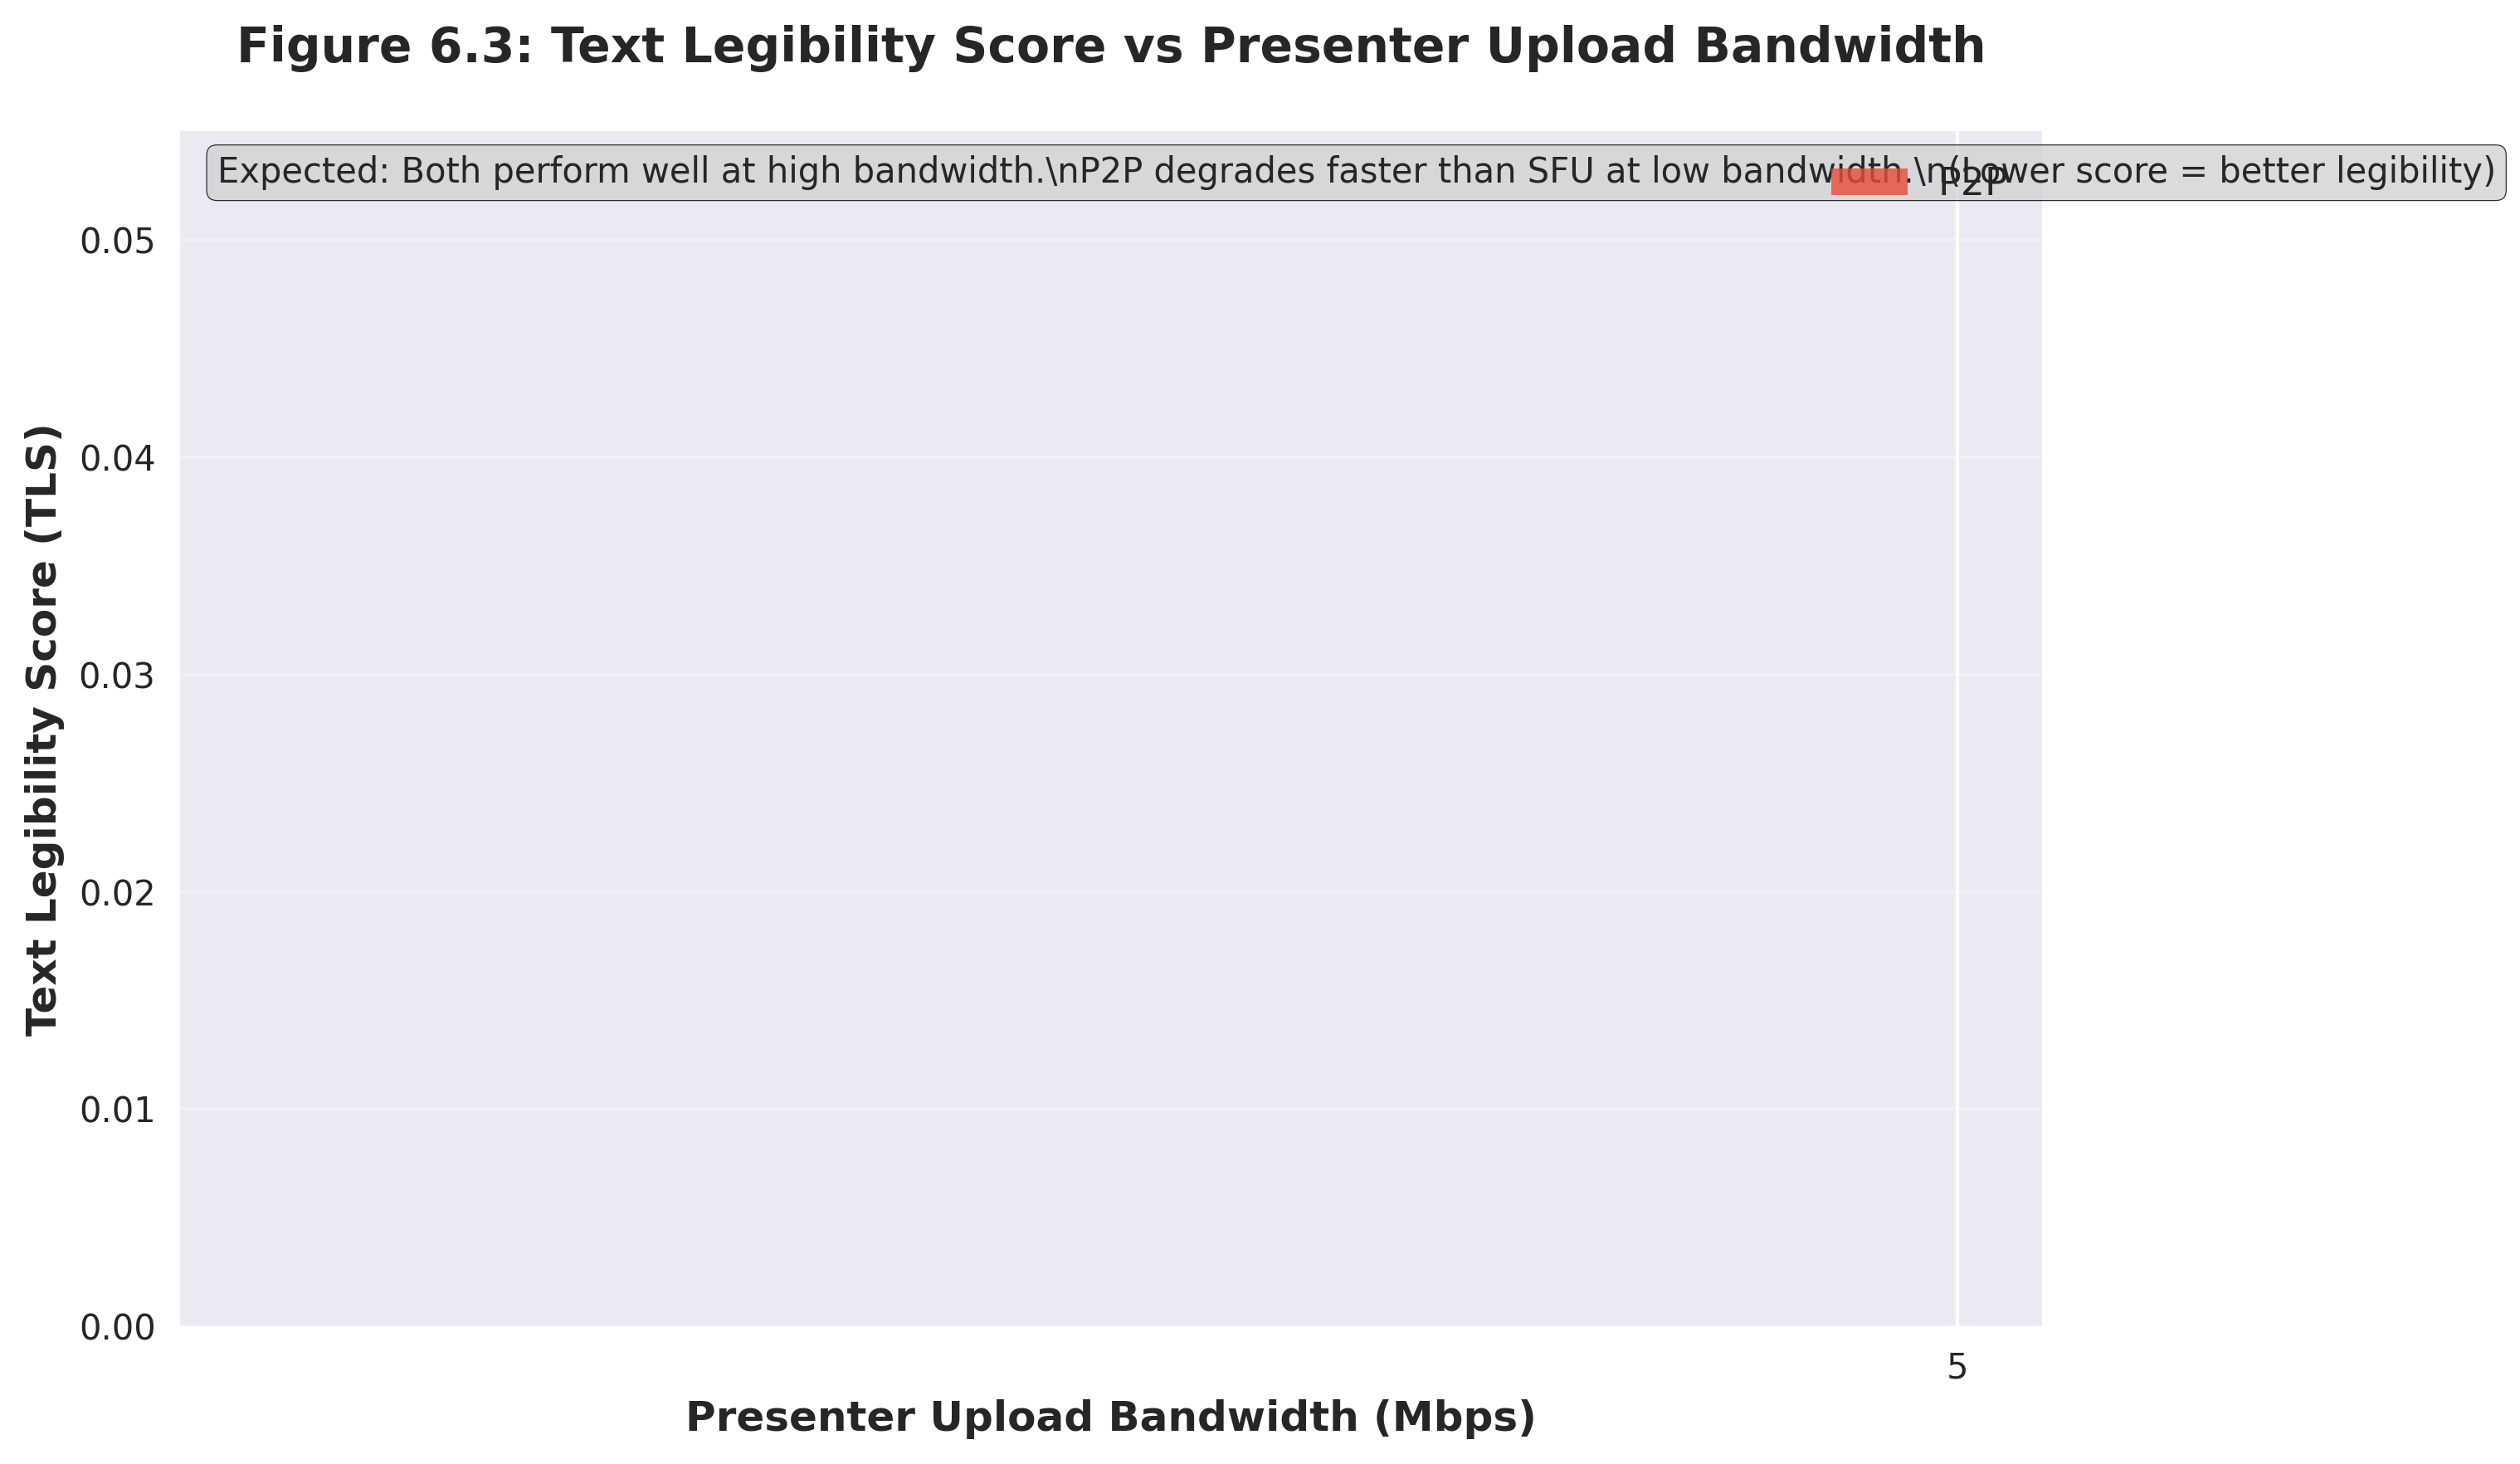 Figure 6.3: Text Legibility Score vs Presenter Upload Bandwidth
Expected: Both perform well at high bandwidth.\nP2P degrades faster than SFU at low bandwidth.\n(Lower score = better legibility)
P2P
Text Legibility Score (TLS)
0.05
0.04
0.03
0.02
0.01
0.00
5
Presenter Upload Bandwidth (Mbps)